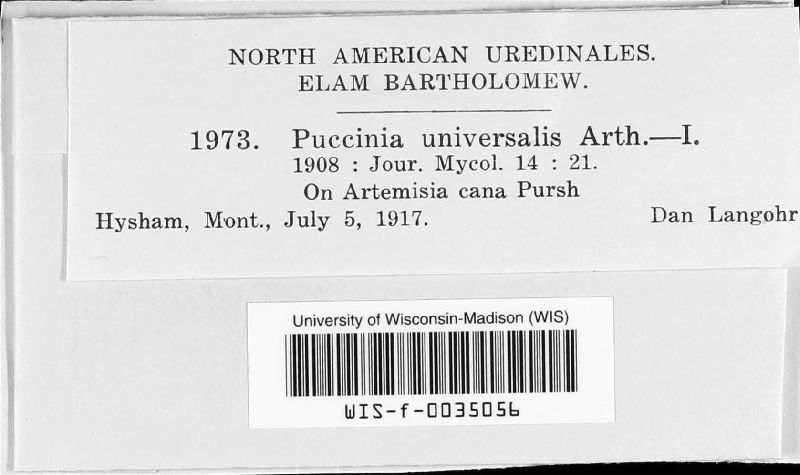 NORTH AMERICAN UREDINALES.
ELAM BARTHOLOMEW.
1973. Puccinia universalis Arth.—I.
1908 : Jour. Mycol. 14 : 21.
On Artemisia cana Pursh
Hysham, Mont., July 5, 1917. Dan Langohr
University of Wisconsin-Madison (WIS)
WIS-f-0035056